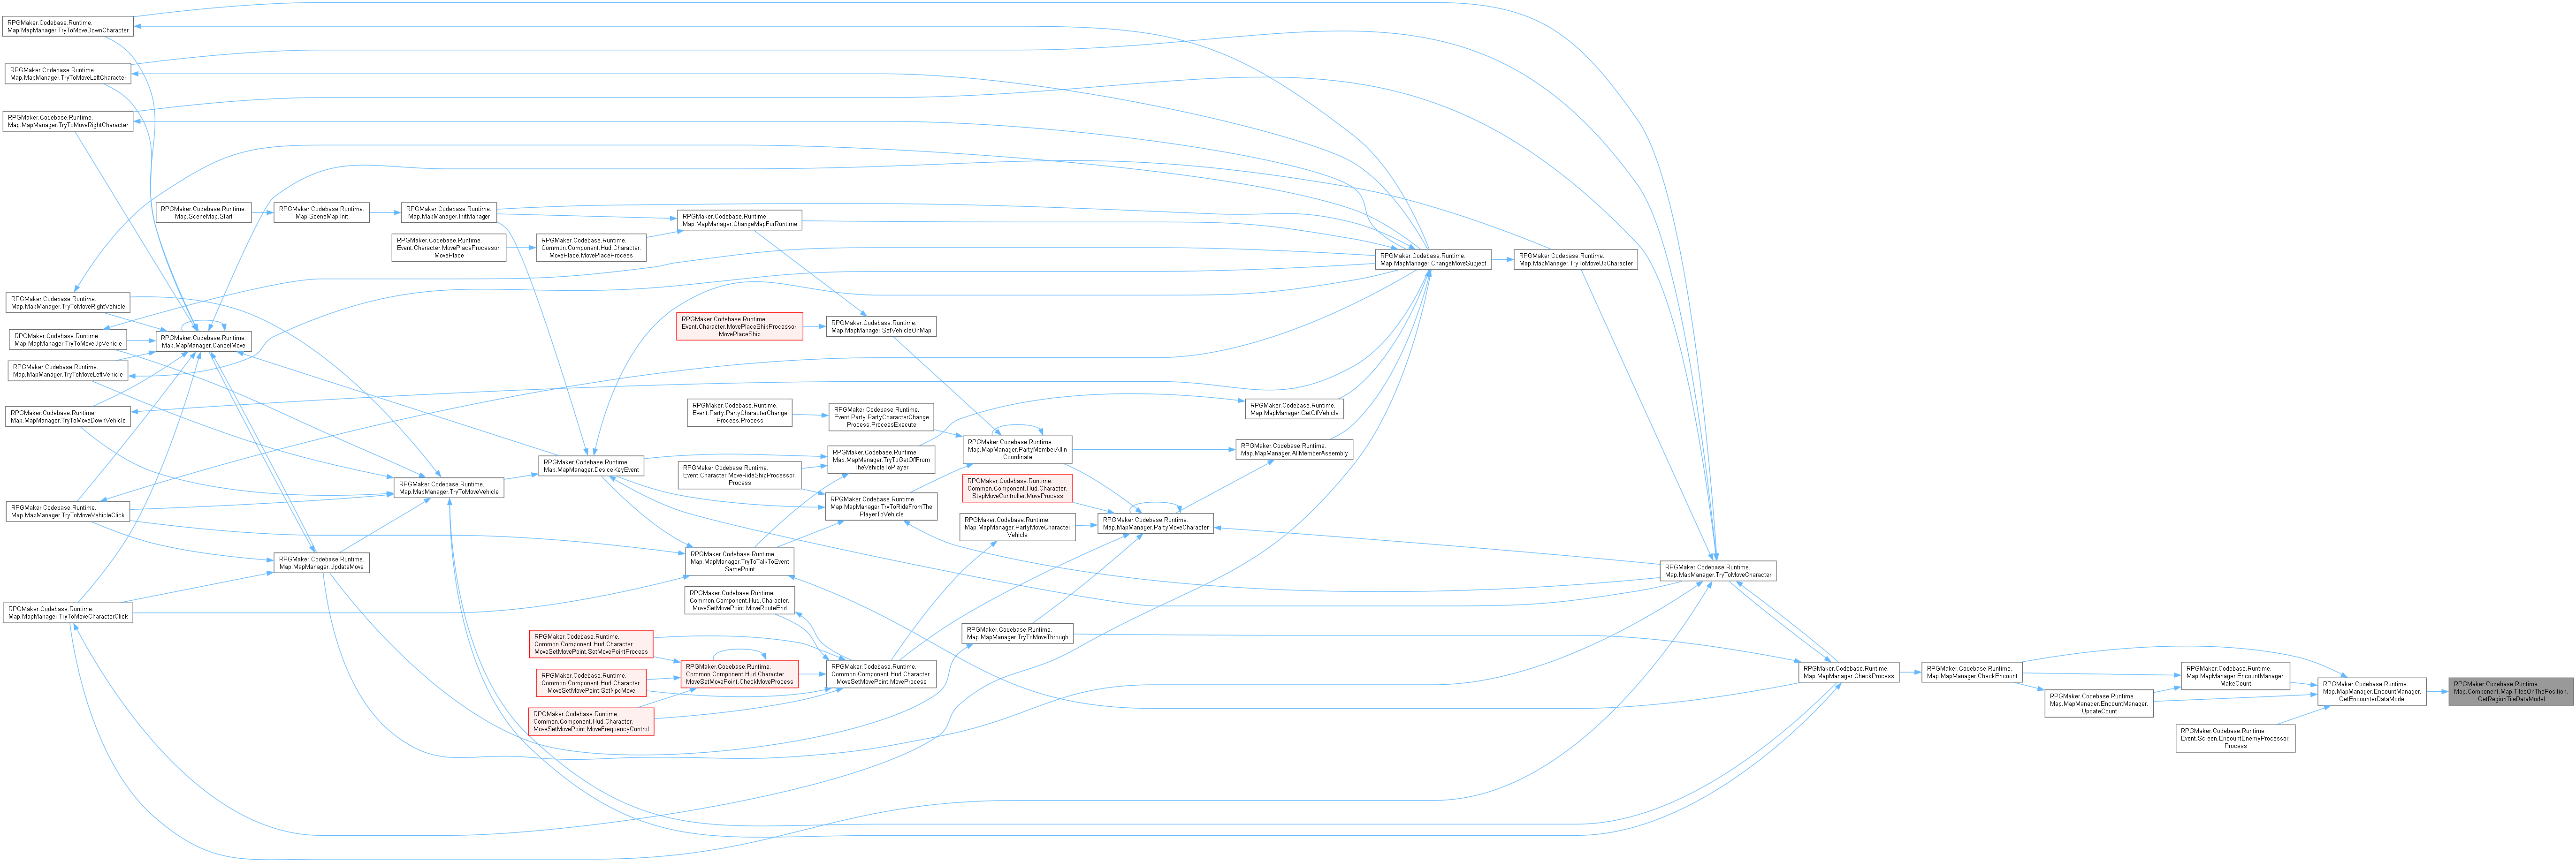 RPGMaker.Codebase.Runtime.
Map.MapManager.TryToMoveDownCharacter
RPGMaker.Codebase.Runtime.
Map.MapManager.TryToMoveLeftCharacter
RPGMaker.Codebase.Runtime.
Map.MapManager.TryToMoveRightCharacter
RPGMaker.Codebase.Runtime.
Map.SceneMap.Start
RPGMaker.Codebase.Runtime.
Map.SceneMap.Init
RPGMaker.Codebase.Runtime.
Map.MapManager.InitManager
RPGMaker.Codebase.Runtime.
Map.MapManager.ChangeMapForRuntime
RPGMaker.Codebase.Runtime.
Event.Character.MovePlaceProcessor.
MovePlace
RPGMaker.Codebase.Runtime.
Common.Component.Hud.Character.
MovePlace.MovePlaceProcess
RPGMaker.Codebase.Runtime.
Map.MapManager.ChangeMoveSubject
RPGMaker.Codebase.Runtime.
Map.MapManager.TryToMoveUpCharacter
RPGMaker.Codebase.Runtime.
Map.MapManager.TryToMoveRightVehicle
RPGMaker.Codebase.Runtime.
Event.Character.MovePlaceShipProcessor.
MovePlaceShip
RPGMaker.Codebase.Runtime.
Map.MapManager.SetVehicleOnMap
RPGMaker.Codebase.Runtime.
Map.MapManager.TryToMoveUpVehicle
RPGMaker.Codebase.Runtime.
Map.MapManager.CancelMove
RPGMaker.Codebase.Runtime.
Map.MapManager.TryToMoveLeftVehicle
RPGMaker.Codebase.Runtime.
Map.MapManager.TryToMoveDownVehicle
RPGMaker.Codebase.Runtime.
Event.Party.PartyCharacterChange
Process.Process
RPGMaker.Codebase.Runtime.
Event.Party.PartyCharacterChange
Process.ProcessExecute
RPGMaker.Codebase.Runtime.
Map.MapManager.GetOffVehicle
RPGMaker.Codebase.Runtime.
Map.MapManager.PartyMemberAllIn
Coordinate
RPGMaker.Codebase.Runtime.
Map.MapManager.AllMemberAssembly
RPGMaker.Codebase.Runtime.
Map.MapManager.DesiceKeyEvent
RPGMaker.Codebase.Runtime.
Map.MapManager.TryToGetOffFrom
TheVehicleToPlayer
RPGMaker.Codebase.Runtime.
Event.Character.MoveRideShipProcessor.
Process
RPGMaker.Codebase.Runtime.
Map.MapManager.TryToMoveVehicle
RPGMaker.Codebase.Runtime.
Common.Component.Hud.Character.
StepMoveController.MoveProcess
RPGMaker.Codebase.Runtime.
Map.MapManager.TryToRideFromThe
PlayerToVehicle
RPGMaker.Codebase.Runtime.
Map.MapManager.TryToMoveVehicleClick
RPGMaker.Codebase.Runtime.
Map.MapManager.PartyMoveCharacter
Vehicle
RPGMaker.Codebase.Runtime.
Map.MapManager.PartyMoveCharacter
RPGMaker.Codebase.Runtime.
Map.MapManager.UpdateMove
RPGMaker.Codebase.Runtime.
Map.MapManager.TryToTalkToEvent
SamePoint
RPGMaker.Codebase.Runtime.
Map.MapManager.TryToMoveCharacter
RPGMaker.Codebase.Runtime.
Common.Component.Hud.Character.
MoveSetMovePoint.MoveRouteEnd
RPGMaker.Codebase.Runtime.
Map.MapManager.TryToMoveCharacterClick
RPGMaker.Codebase.Runtime.
Map.MapManager.TryToMoveThrough
RPGMaker.Codebase.Runtime.
Common.Component.Hud.Character.
MoveSetMovePoint.SetMovePointProcess
RPGMaker.Codebase.Runtime.
Common.Component.Hud.Character.
MoveSetMovePoint.SetNpcMove
RPGMaker.Codebase.Runtime.
Common.Component.Hud.Character.
MoveSetMovePoint.CheckMoveProcess
RPGMaker.Codebase.Runtime.
Common.Component.Hud.Character.
MoveSetMovePoint.MoveProcess
RPGMaker.Codebase.Runtime.
Common.Component.Hud.Character.
MoveSetMovePoint.MoveFrequencyControl
RPGMaker.Codebase.Runtime.
Map.MapManager.CheckProcess
RPGMaker.Codebase.Runtime.
Map.MapManager.CheckEncount
RPGMaker.Codebase.Runtime.
Map.MapManager.EncountManager.
MakeCount
RPGMaker.Codebase.Runtime.
Map.MapManager.EncountManager.
UpdateCount
RPGMaker.Codebase.Runtime.
Map.MapManager.EncountManager.
GetEncounterDataModel
RPGMaker.Codebase.Runtime.
Map.Component.Map.TilesOnThePosition.
GetRegionTileDataModel
RPGMaker.Codebase.Runtime.
Event.Screen.EncountEnemyProcessor.
Process